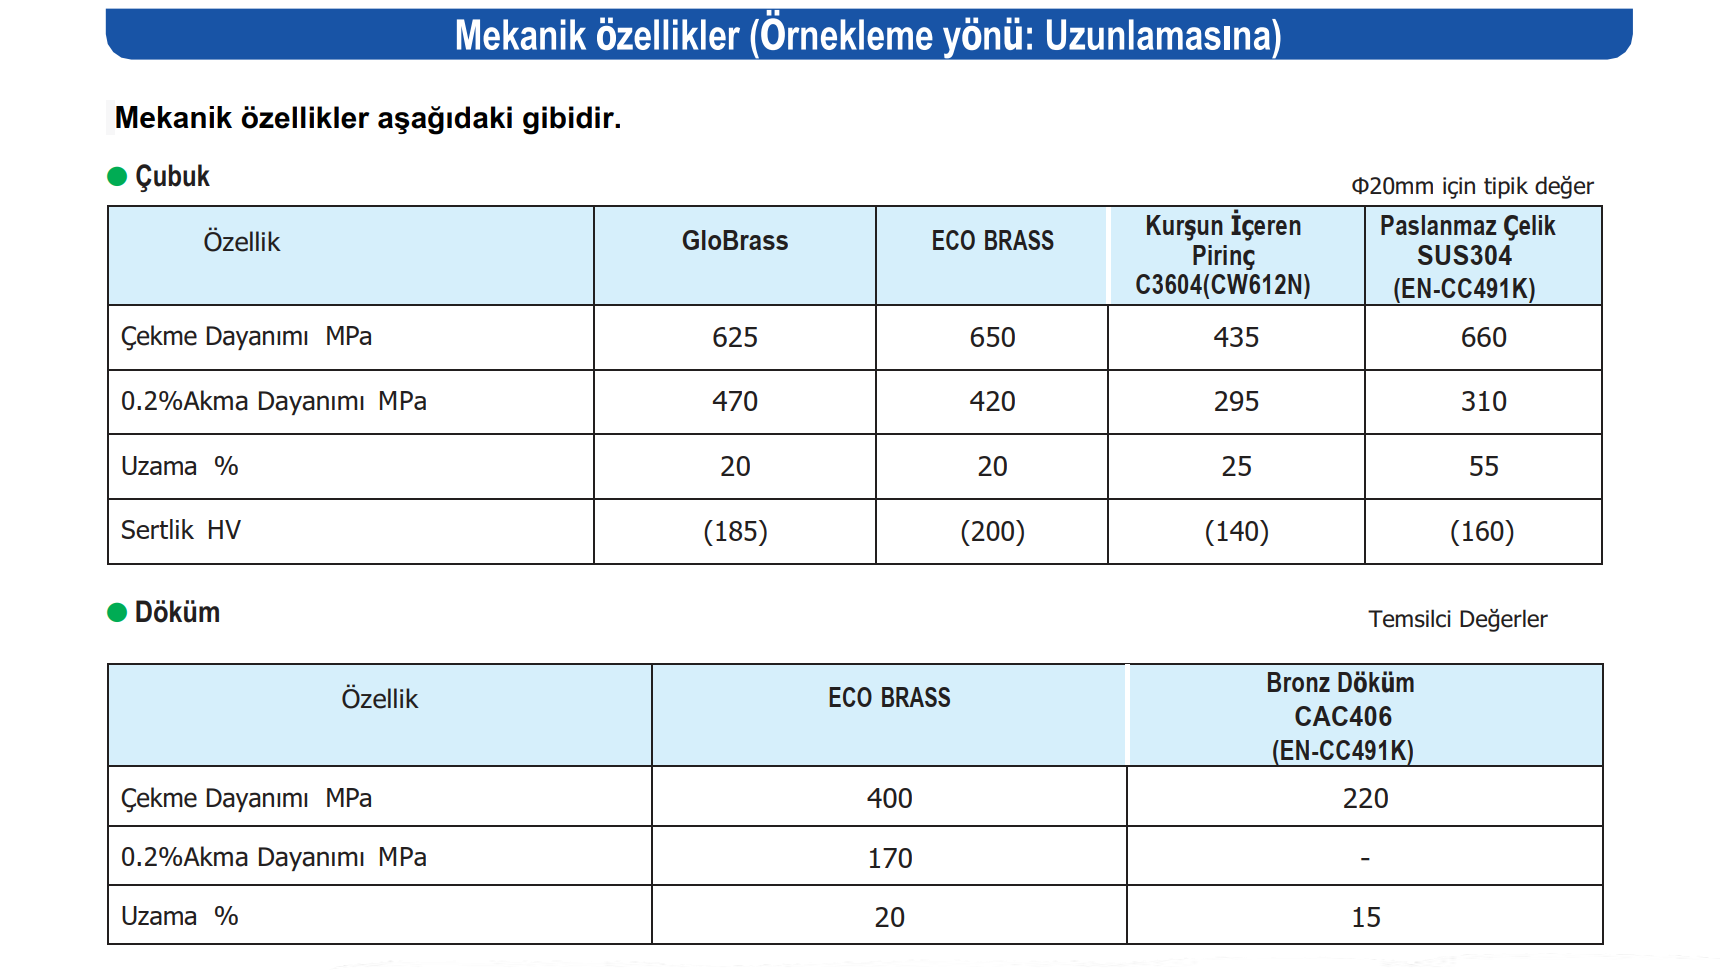 Mekanik özellikler (Örnekleme yönü: Uzunlamasına)
Mekanik özellikler aşağıdaki gibidir.
Çubuk
Φ20mm için tipik değer
Özellik GloBrass ECO BRASS Kurşun İçeren Pirinç C3604(CW612N) Paslanmaz Çelik SUS304 (EN-CC491K)
Çekme Dayanımı MPa 625 650 435 660
0.2%Akma Dayanımı MPa 470 420 295 310
Uzama % 20 20 25 55
Sertlik HV (185) (200) (140) (160)
Döküm
Temsilci Değerler
Özellik ECO BRASS Bronz Döküm CAC406 (EN-CC491K)
Çekme Dayanımı MPa 400 220
0.2%Akma Dayanımı MPa 170 -
Uzama % 20 15